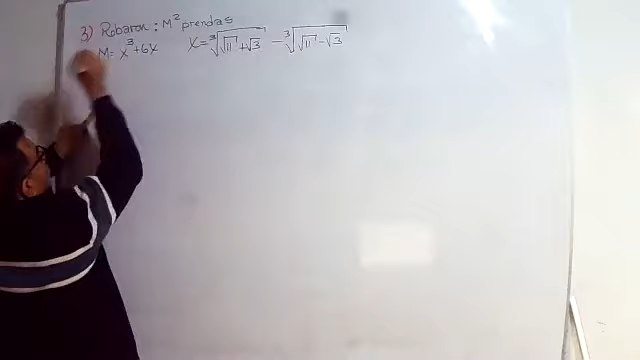 3) Robaron: M² prendas
M = x³+6x   X = ∛(√11 + √3) − ∛(√11 − √3)